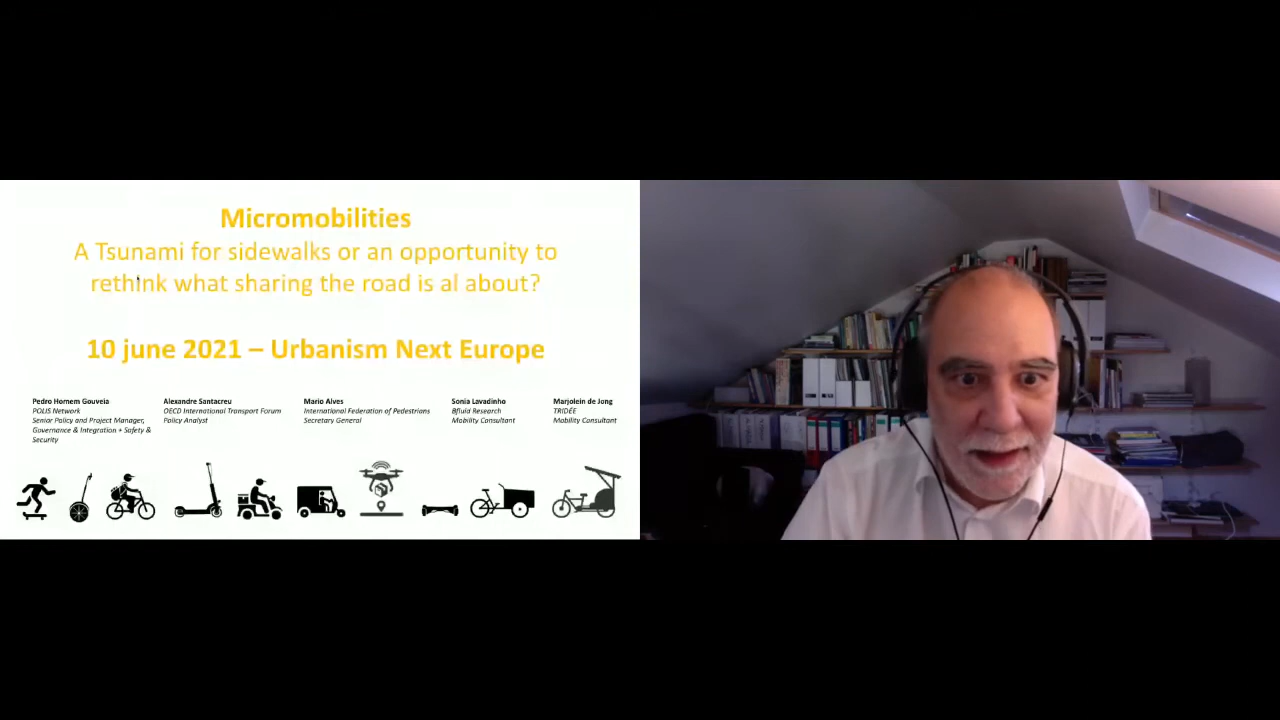 Micromobilities
A Tsunami for sidewalks or an opportunity to
rethink what sharing the road is al about?
10 june 2021 – Urbanism Next Europe
Pedro Homem Gouveia
POLIS Network
Senior Policy and Project Manager,
Governance & Integration + Safety &
Security
Alexandre Santacreu
OECD International Transport Forum
Policy Analyst
Mario Alves
International Federation of Pedestrians
Secretary General
Sonia Lavadinho
Bfluid Research
Mobility Consultant
Marjolein de Jong
TRIDÉE
Mobility Consultant